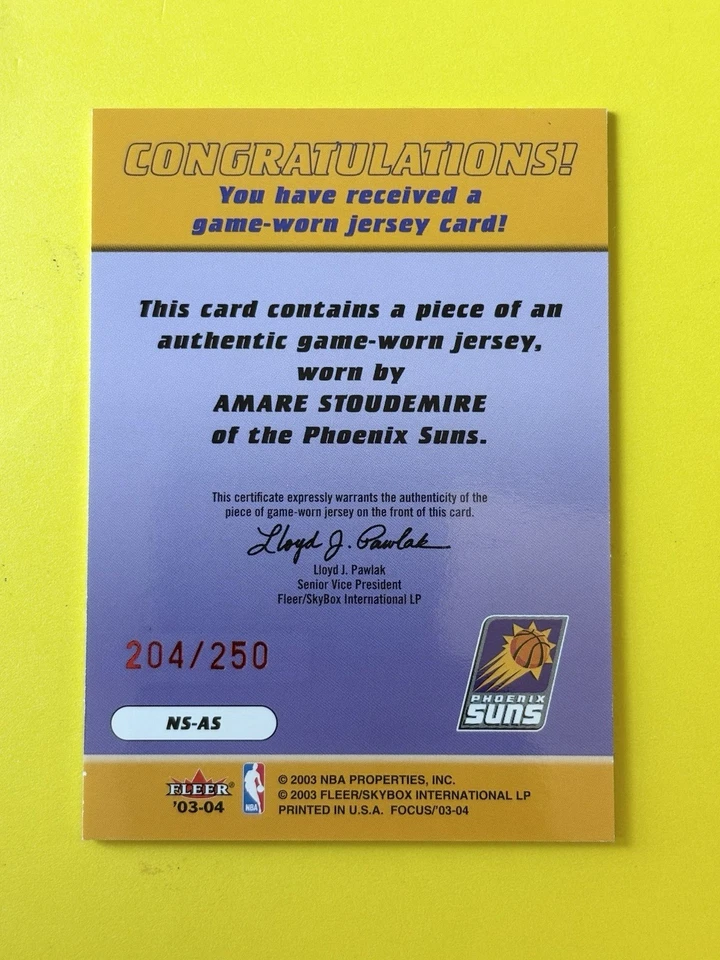 CONGRATULATIONS!
You have received a
game-worn jersey card!
This card contains a piece of an
authentic game-worn jersey,
worn by
AMARE STOUDEMIRE
of the Phoenix Suns.
This certificate expressly warrants the authenticity of the
piece of game-worn jersey on the front of this card.
Lloyd J. Pawlak
Lloyd J. Pawlak
Senior Vice President
Fleer/SkyBox International LP
204/250
PHOENIX
SUNS
NS-AS
FLEER®
'03-04
NBA
© 2003 NBA PROPERTIES, INC.
© 2003 FLEER/SKYBOX INTERNATIONAL LP
PRINTED IN U.S.A. FOCUS/'03-04